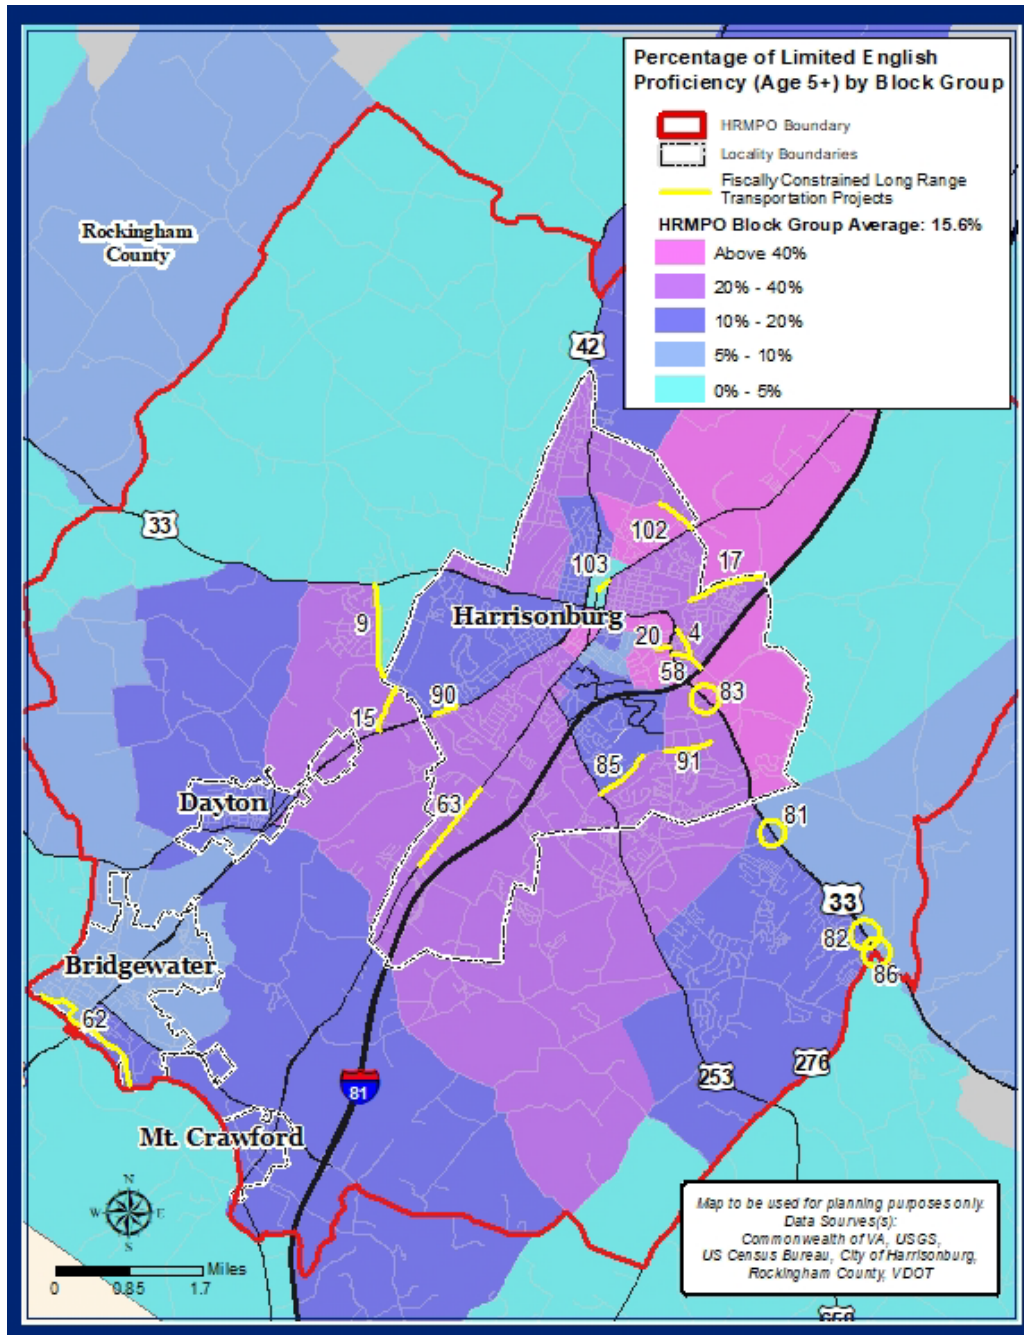 Percentage of Limited English
Proficiency (Age 5+) by Block Group
HRMPO Boundary
Locality Boundaries
Fiscally Constrained Long Range
Transportation Projects
HRMPO Block Group Average: 15.6%
Above 40%
20% - 40%
10% - 20%
5% - 10%
0% - 5%
Rockingham
County
42
33
102
103
17
Harrisonburg
9
20
4
58
90
83
15
91
85
63
Dayton
81
33
82
86
Bridgewater
62
276
253
81
Mt. Crawford
N
W
E
S
Miles
0
0.85
1.7
Map to be used for planning purposes only.
Data Sourves(s):
Commonwealth of VA, USGS,
US Census Bureau, City of Harrisonburg,
Rockingham County, VDOT